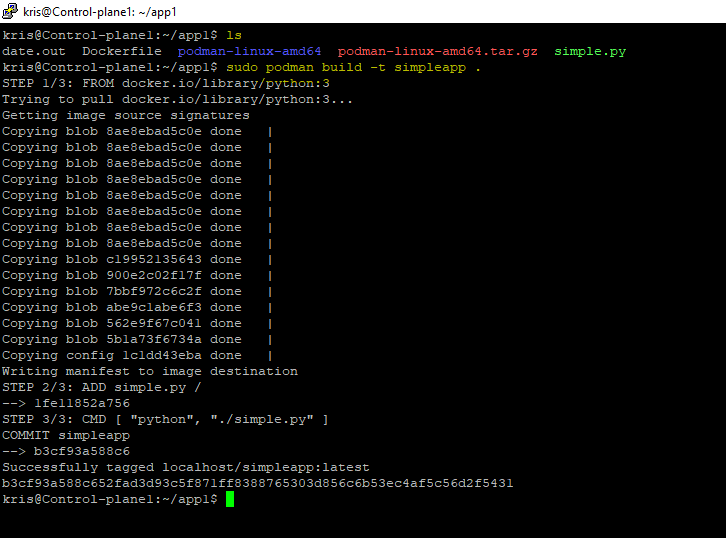 kris@Control-plane1: ~/app1
kris@Control-plane1:~/app1$ ls
date.out Dockerfile podman-linux-amd64 podman-linux-amd64.tar.gz simple.py
kris@Control-plane1:~/app1$ sudo podman build -t simpleapp .
STEP 1/3: FROM docker.io/library/python:3
Trying to pull docker.io/library/python:3...
Getting image source signatures
Copying blob 8ae8ebad5c0e done |
Copying blob 8ae8ebad5c0e done |
Copying blob 8ae8ebad5c0e done |
Copying blob 8ae8ebad5c0e done |
Copying blob 8ae8ebad5c0e done |
Copying blob 8ae8ebad5c0e done |
Copying blob 8ae8ebad5c0e done |
Copying blob 8ae8ebad5c0e done |
Copying blob c19952135643 done |
Copying blob 900e2c02f17f done |
Copying blob 7bbf972c6c2f done |
Copying blob abe9c1abe6f3 done |
Copying blob 562e9f67c041 done |
Copying blob 5b1a73f6734a done |
Copying config 1c1dd43eba done |
Writing manifest to image destination
STEP 2/3: ADD simple.py /
--> 1fe11852a756
STEP 3/3: CMD [ "python", "./simple.py" ]
COMMIT simpleapp
--> b3cf93a588c6
Successfully tagged localhost/simpleapp:latest
b3cf93a588c652fad3d93c5f871ff8388765303d856c6b53ec4af5c56d2f5431
kris@Control-plane1:~/app1$